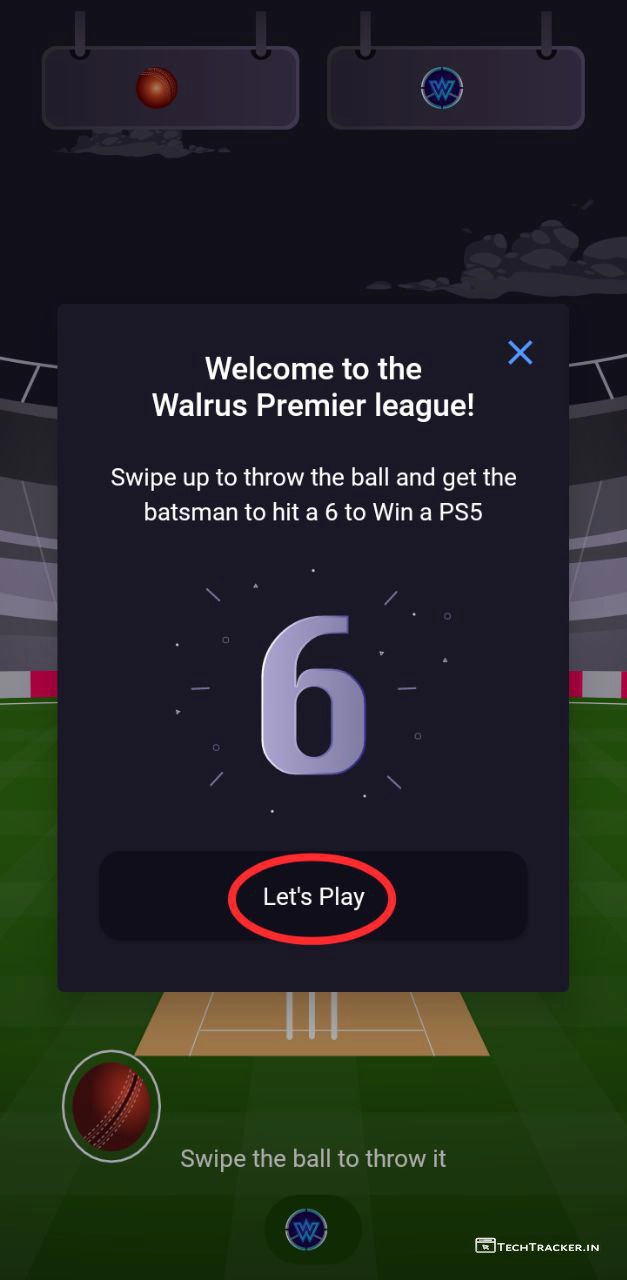 Welcome to the
Walrus Premier league!
Swipe up to throw the ball and get the
batsman to hit a 6 to Win a PS5
6
Let's Play
Swipe the ball to throw it
W
TECHTRACKER.IN